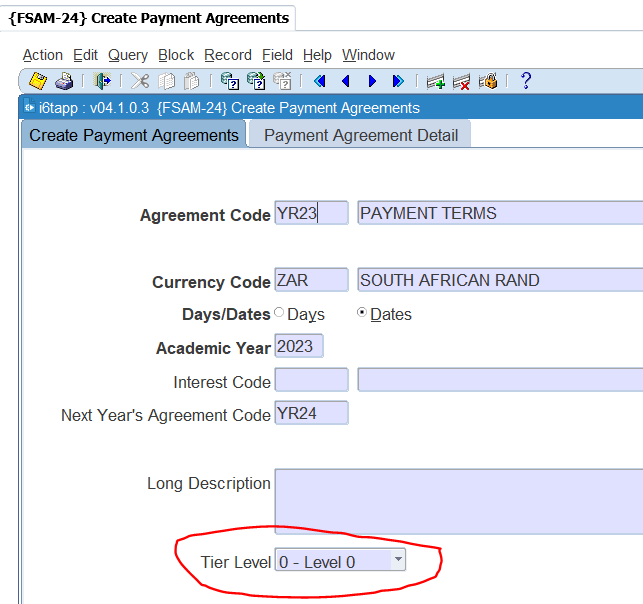 {FSAM-24} Create Payment Agreements
Action Edit Query Block Record Field Help Window
i6tapp : v04.1.0.3 {FSAM-24} Create Payment Agreements
Create Payment Agreements Payment Agreement Detail
Agreement Code YR23 PAYMENT TERMS
Currency Code ZAR SOUTH AFRICAN RAND
Days/Dates Days Dates
Academic Year 2023
Interest Code
Next Year's Agreement Code YR24
Long Description
Tier Level 0 - Level 0